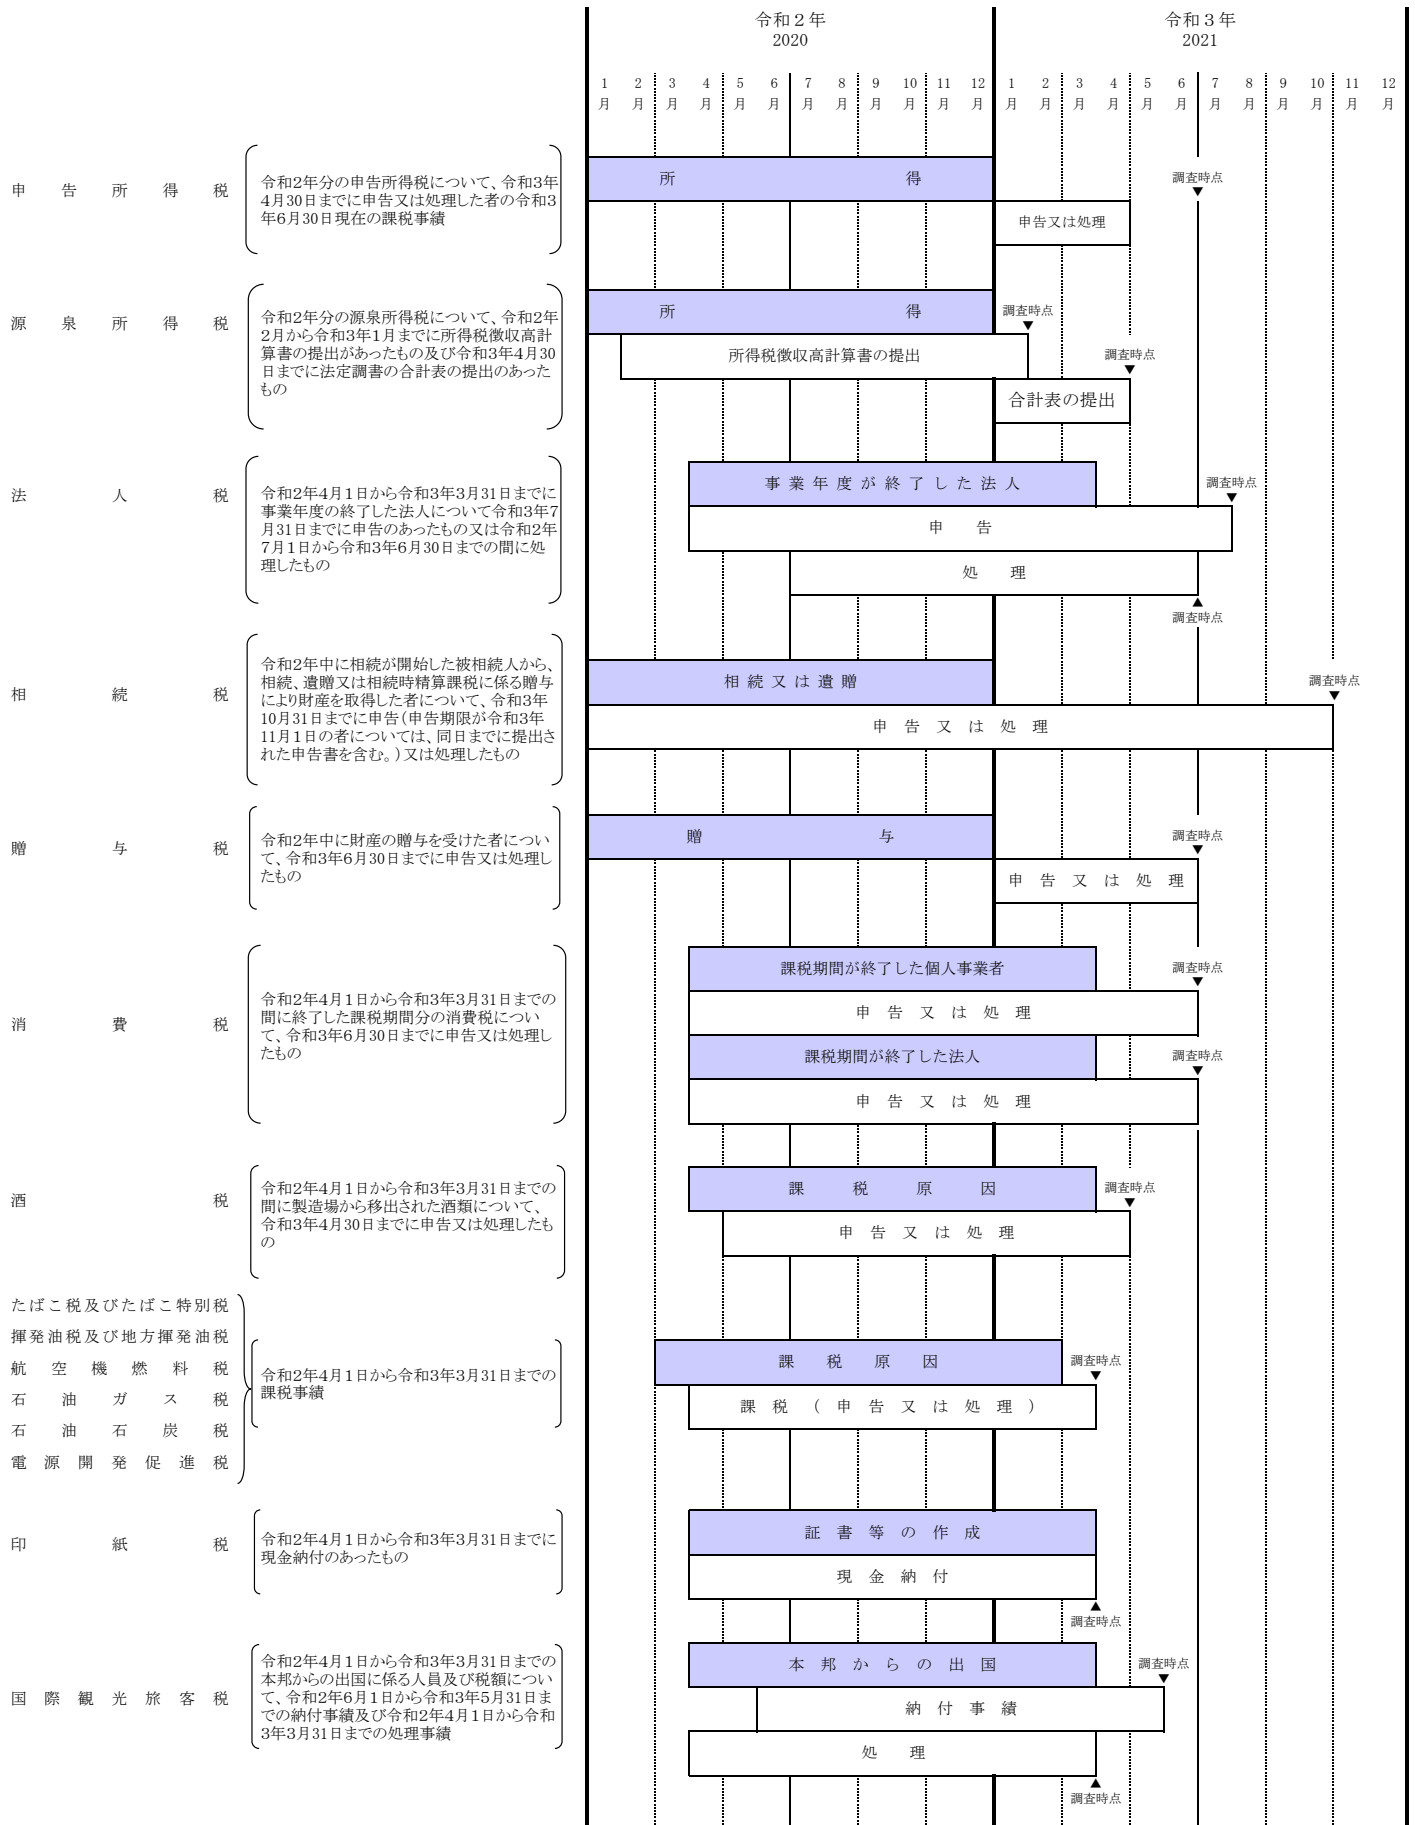 令和２年
2020
令和３年
2021
1 2 3 4 5 6 7 8 9 10 11 12 1 2 3 4 5 6 7 8 9 10 11 12
月 月 月 月 月 月 月 月 月 月 月 月 月 月 月 月 月 月 月 月 月 月 月 月
申告所得税
令和２年分の申告所得税について、令和３年
４月30日までに申告又は処理した者の令和３
年６月30日現在の課税事績
所得
調査時点
申告又は処理
源泉所得税
令和２年分の源泉所得税について、令和２年
２月から令和３年１月までに所得税徴収高計
算書の提出があったもの及び令和３年４月30
日までに法定調書の合計表の提出のあった
もの
所得
調査時点
所得税徴収高計算書の提出
調査時点
合計表の提出
法人税
令和２年４月１日から令和３年３月31日までに
事業年度の終了した法人について令和３年７
月31日までに申告のあったもの又は令和２年
７月１日から令和３年６月30日までの間に処
理したもの
事業年度が終了した法人
調査時点
申告
処理
調査時点
相続税
令和２年中に相続が開始した被相続人から、
相続、遺贈又は相続時精算課税に係る贈与
により財産を取得した者について、令和３年
10月31日までに申告（申告期限が令和３年
11月１日の者については、同日までに提出さ
れた申告書を含む。）又は処理したもの
相続又は遺贈
調査時点
申告又は処理
贈与税
令和２年中に財産の贈与を受けた者につい
て、令和３年６月30日までに申告又は処理し
たもの
贈与
調査時点
申告又は処理
消費税
令和２年４月１日から令和３年３月31日までの
間に終了した課税期間分の消費税につい
て、令和３年６月30日までに申告又は処理し
たもの
課税期間が終了した個人事業者
調査時点
申告又は処理
課税期間が終了した法人
調査時点
申告又は処理
酒税
令和２年４月１日から令和３年３月31日までの
間に製造場から移出された酒類について、
令和３年４月30日までに申告又は処理したも
の
課税原因
調査時点
申告又は処理
たばこ税及びたばこ特別税
揮発油税及び地方揮発油税
航空機燃料税
石油ガス税
石油石炭税
電源開発促進税
令和２年４月１日から令和３年３月31日までの
課税事績
課税原因
調査時点
課税（申告又は処理）
印紙税
令和２年４月１日から令和３年３月31日までに
現金納付のあったもの
証書等の作成
現金納付
調査時点
国際観光旅客税
令和２年４月１日から令和３年３月31日までの
本邦からの出国に係る人員及び税額につい
て、令和２年６月１日から令和３年５月31日ま
での納付事績及び令和２年４月１日から令和
３年３月31日までの処理事績
本邦からの出国
調査時点
納付事績
処理
調査時点